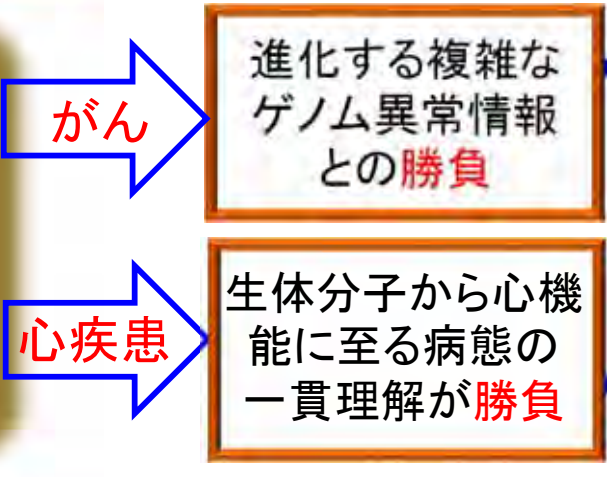 がん
進化する複雑な
ゲノム異常情報
との勝負
心疾患
生体分子から心機
能に至る病態の
一貫理解が勝負